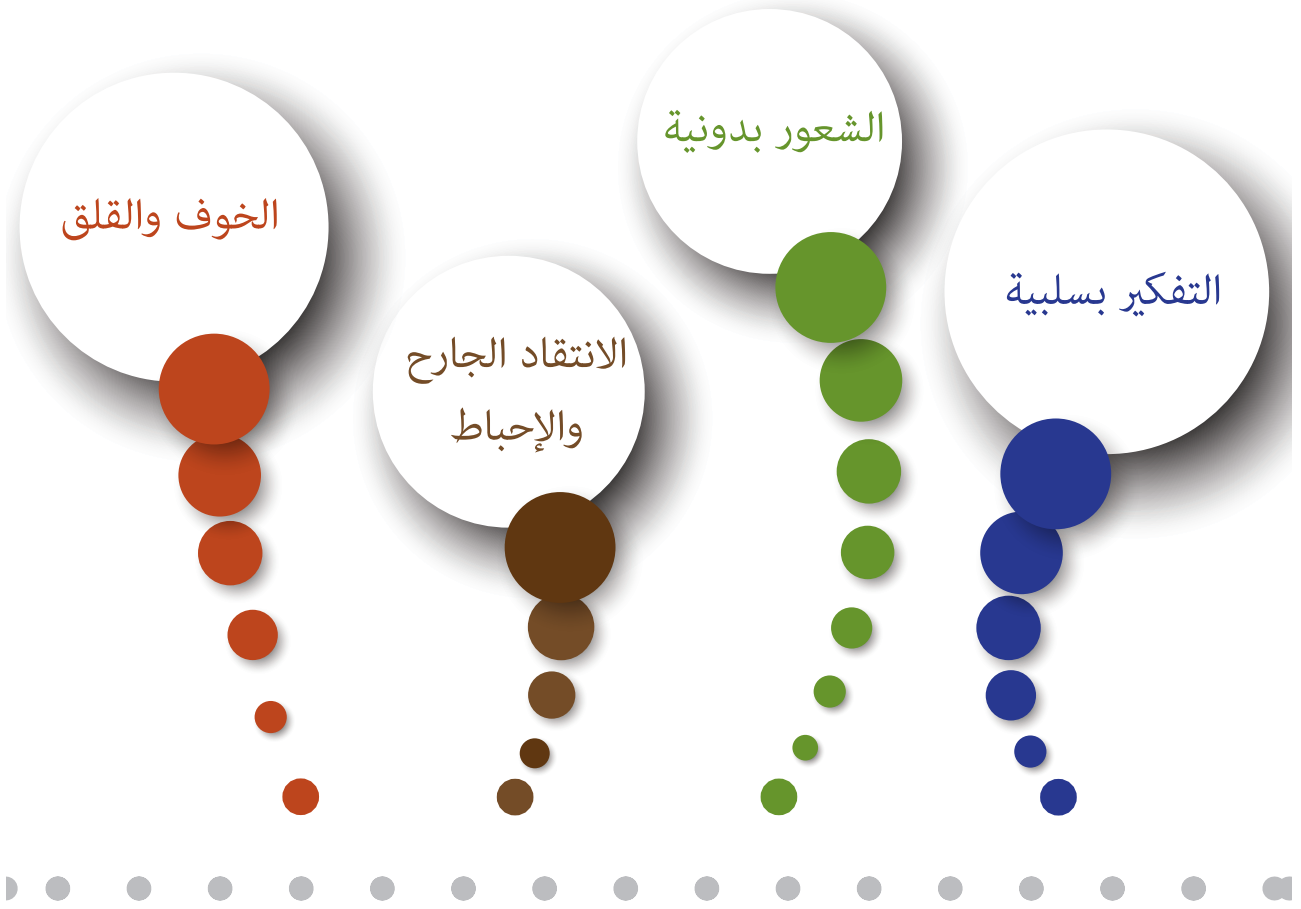 التفكير بسلبية
الشعور بدونية
الانتقاد الجارح
والإحباط
الخوف والقلق